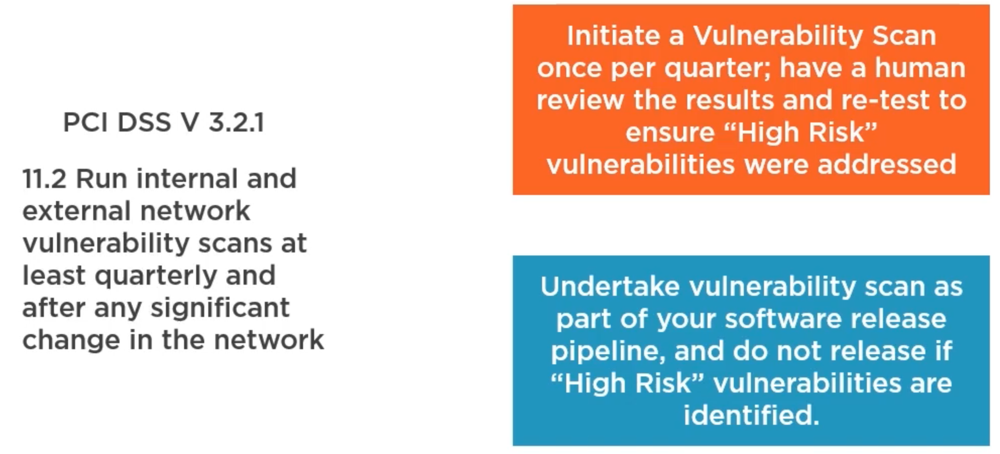 PCI DSS V 3.2.1
11.2 Run internal and
external network
vulnerability scans at
least quarterly and
after any significant
change in the network
Initiate a Vulnerability Scan
once per quarter; have a human
review the results and re-test to
ensure “High Risk”
vulnerabilities were addressed
Undertake vulnerability scan as
part of your software release
pipeline, and do not release if
“High Risk” vulnerabilities are
identified.